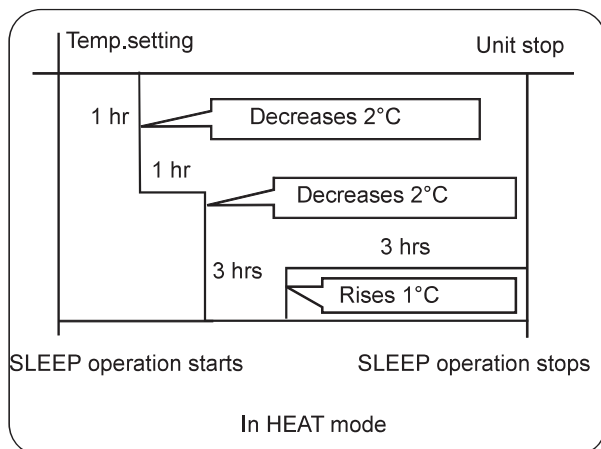 Temp.setting
Unit stop
1 hr
Decreases 2°C
1 hr
Decreases 2°C
3 hrs
3 hrs
Rises 1°C
SLEEP operation starts
SLEEP operation stops
In HEAT mode